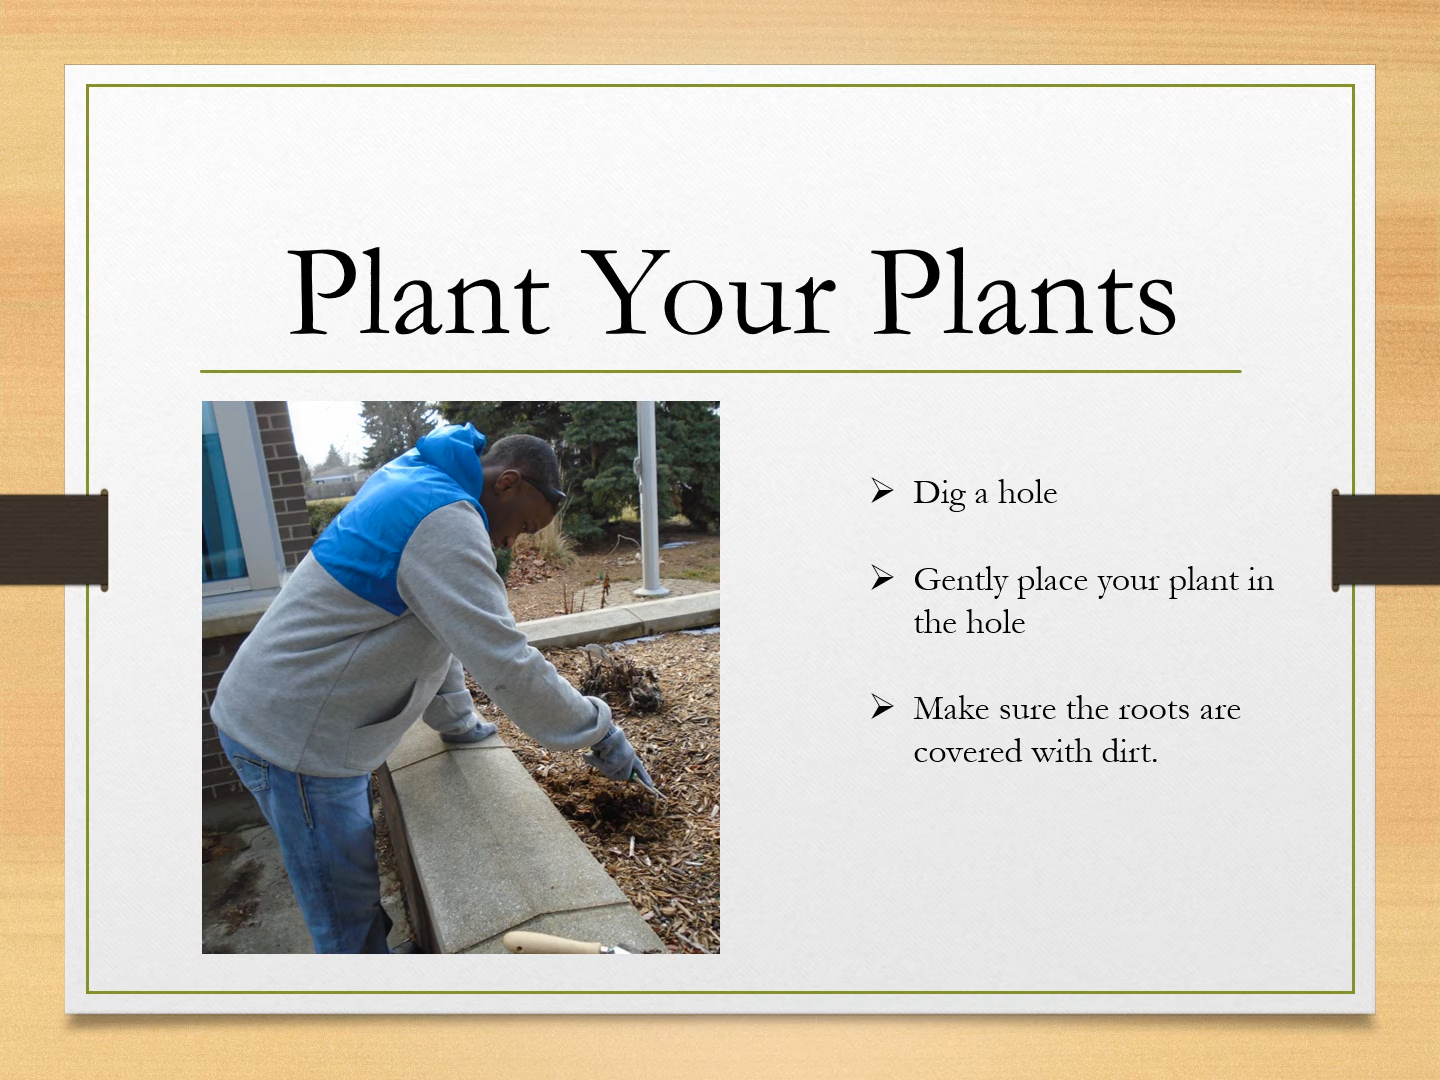 Plant Your Plants
Dig a hole
Gently place your plant in
the hole
Make sure the roots are
covered with dirt.